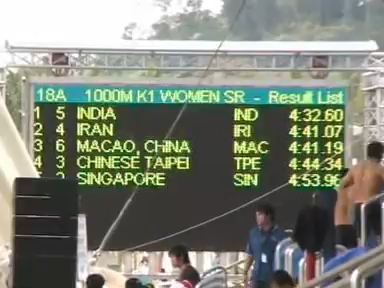 18A 1000M K1 WOMEN SR - Result List
1 5 INDIA IND 4:32.60
2 4 IRAN IRI 4:41.07
3 6 MACAO, CHINA MAC 4:41.19
4 3 CHINESE TAIPEI TPE 4:44.34
2 SINGAPORE SIN 4:53.96